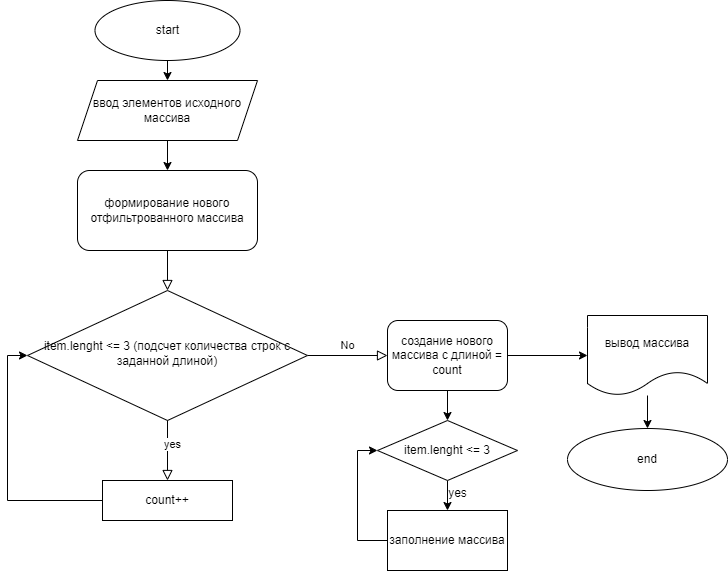 start
ввод элементов исходного
массива
формирование нового
отфильтрованного массива
item.lenght <= 3 (подсчет количества строк с
заданной длиной)
No
yes
count++
создание нового
массива с длиной =
count
item.lenght <= 3
yes
заполнение массива
вывод массива
end